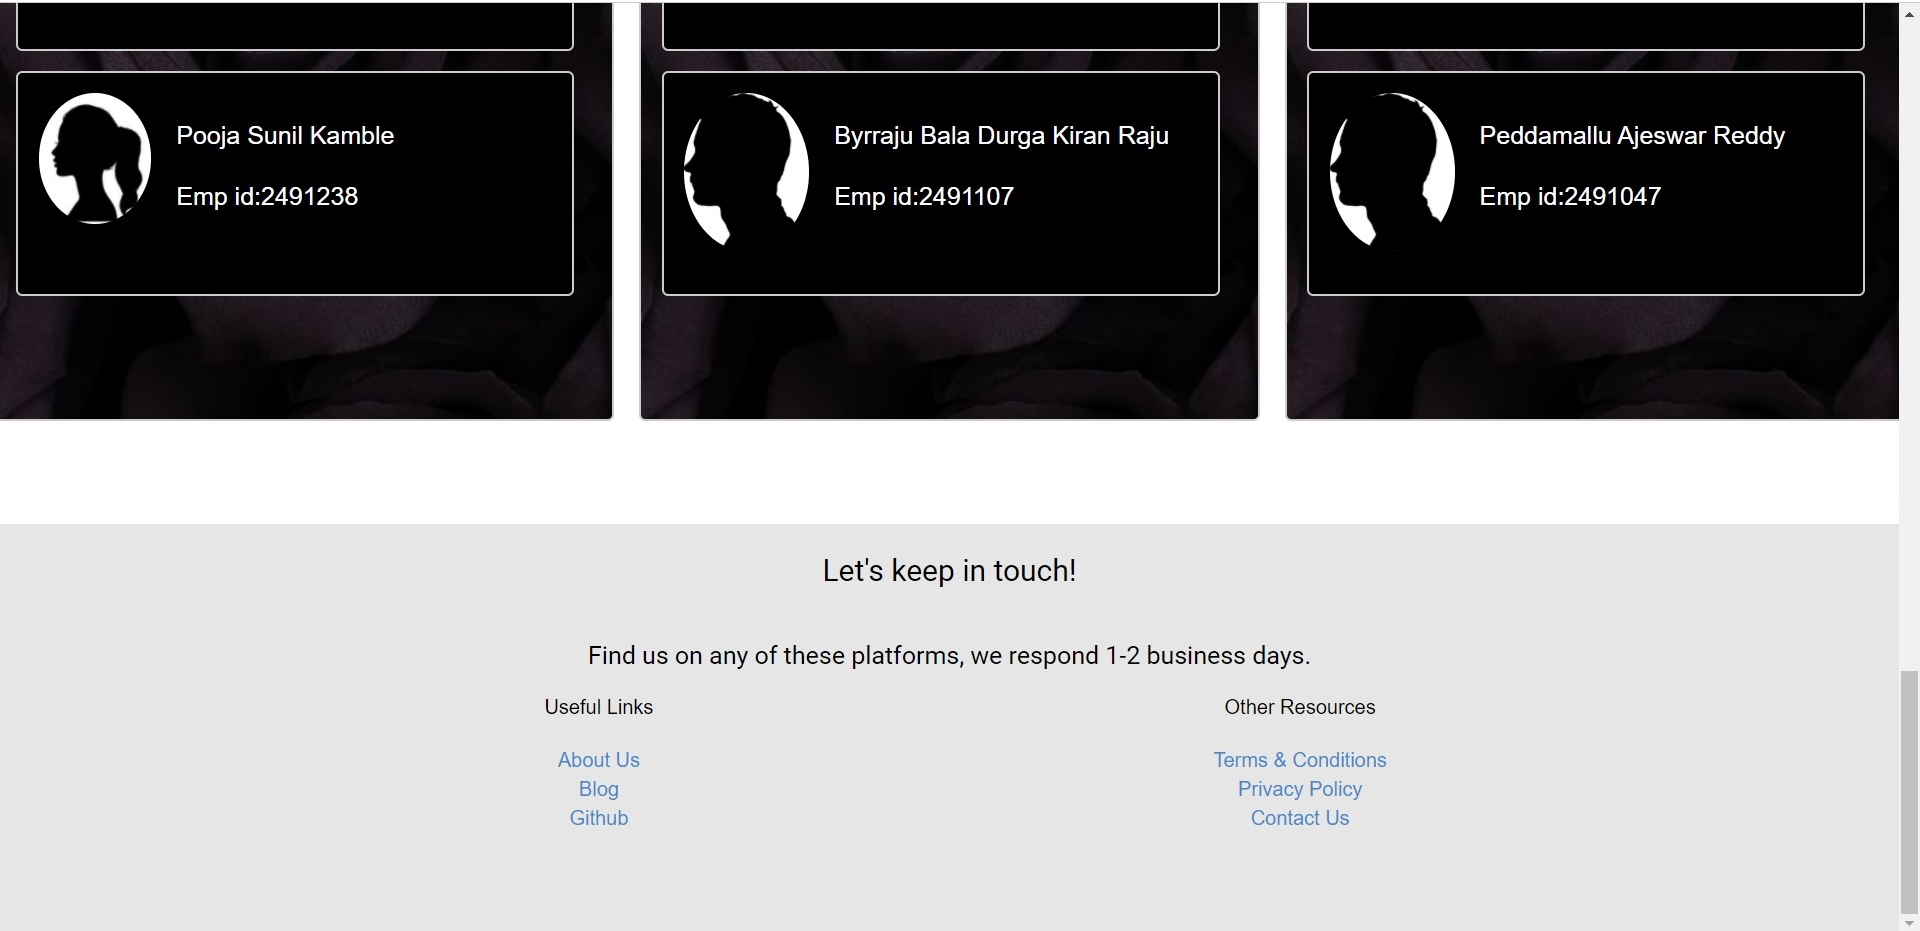 Pooja Sunil Kamble
Emp id:2491238
Byrraju Bala Durga Kiran Raju
Emp id:2491107
Peddamallu Ajeswar Reddy
Emp id:2491047
Let's keep in touch!
Find us on any of these platforms, we respond 1-2 business days.
Useful Links
About Us
Blog
Github
Other Resources
Terms & Conditions
Privacy Policy
Contact Us